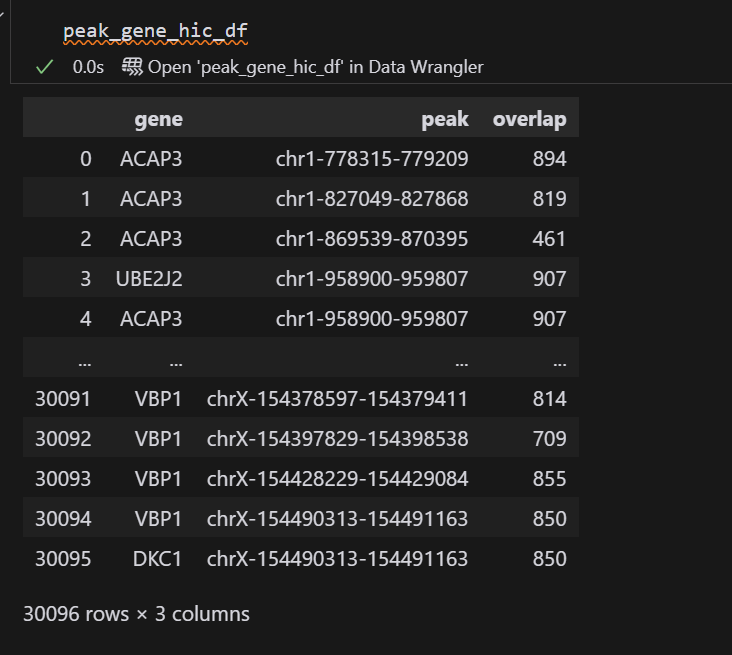 peak_gene_hic_df
0.0s Open 'peak_gene_hic_df' in Data Wrangler
gene peak overlap
0 ACAP3 chr1-778315-779209 894
1 ACAP3 chr1-827049-827868 819
2 ACAP3 chr1-869539-870395 461
3 UBE2J2 chr1-958900-959807 907
4 ACAP3 chr1-958900-959807 907
... ... ... ...
30091 VBP1 chrX-154378597-154379411 814
30092 VBP1 chrX-154397829-154398538 709
30093 VBP1 chrX-154428229-154429084 855
30094 VBP1 chrX-154490313-154491163 850
30095 DKC1 chrX-154490313-154491163 850
30096 rows × 3 columns